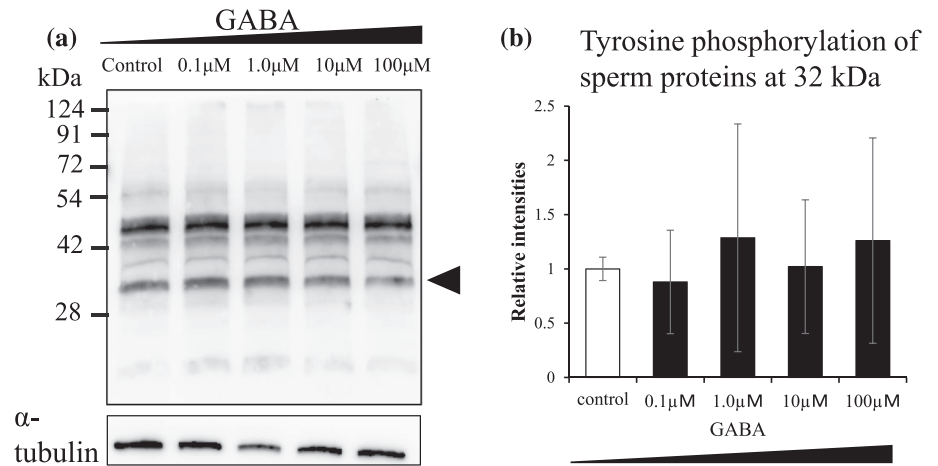 (a)
GABA
kDa
Control 0.1μM 1.0μM 10μM 100μM
124
91
72
54
42
28
α-
tubulin
(b)
Tyrosine phosphorylation of
sperm proteins at 32 kDa
Relative intensities
2.5
2
1.5
1
0.5
0
control 0.1μM 1.0μM 10μM 100μM
GABA